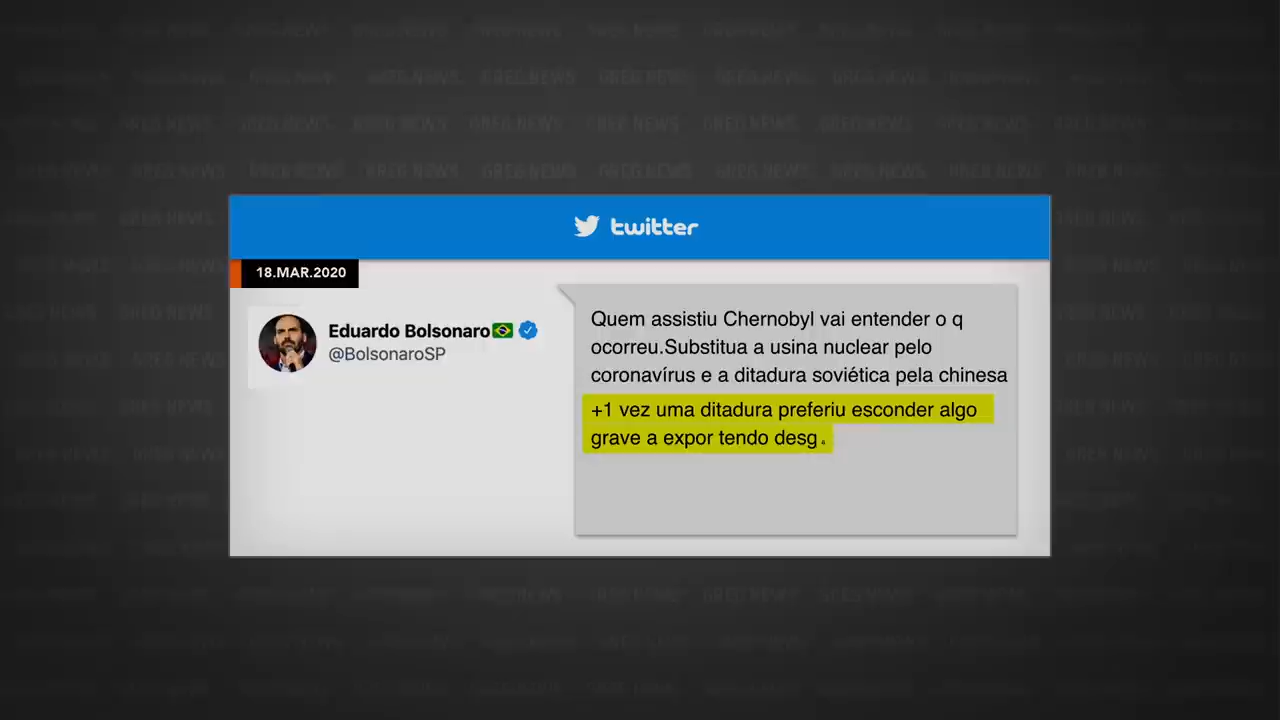 twitter
18.MAR.2020
Eduardo Bolsonaro
@BolsonaroSP
Quem assistiu Chernobyl vai entender o q
ocorreu.Substitua a usina nuclear pelo
coronavírus e a ditadura soviética pela chinesa
+1 vez uma ditadura preferiu esconder algo
grave a expor tendo desg.